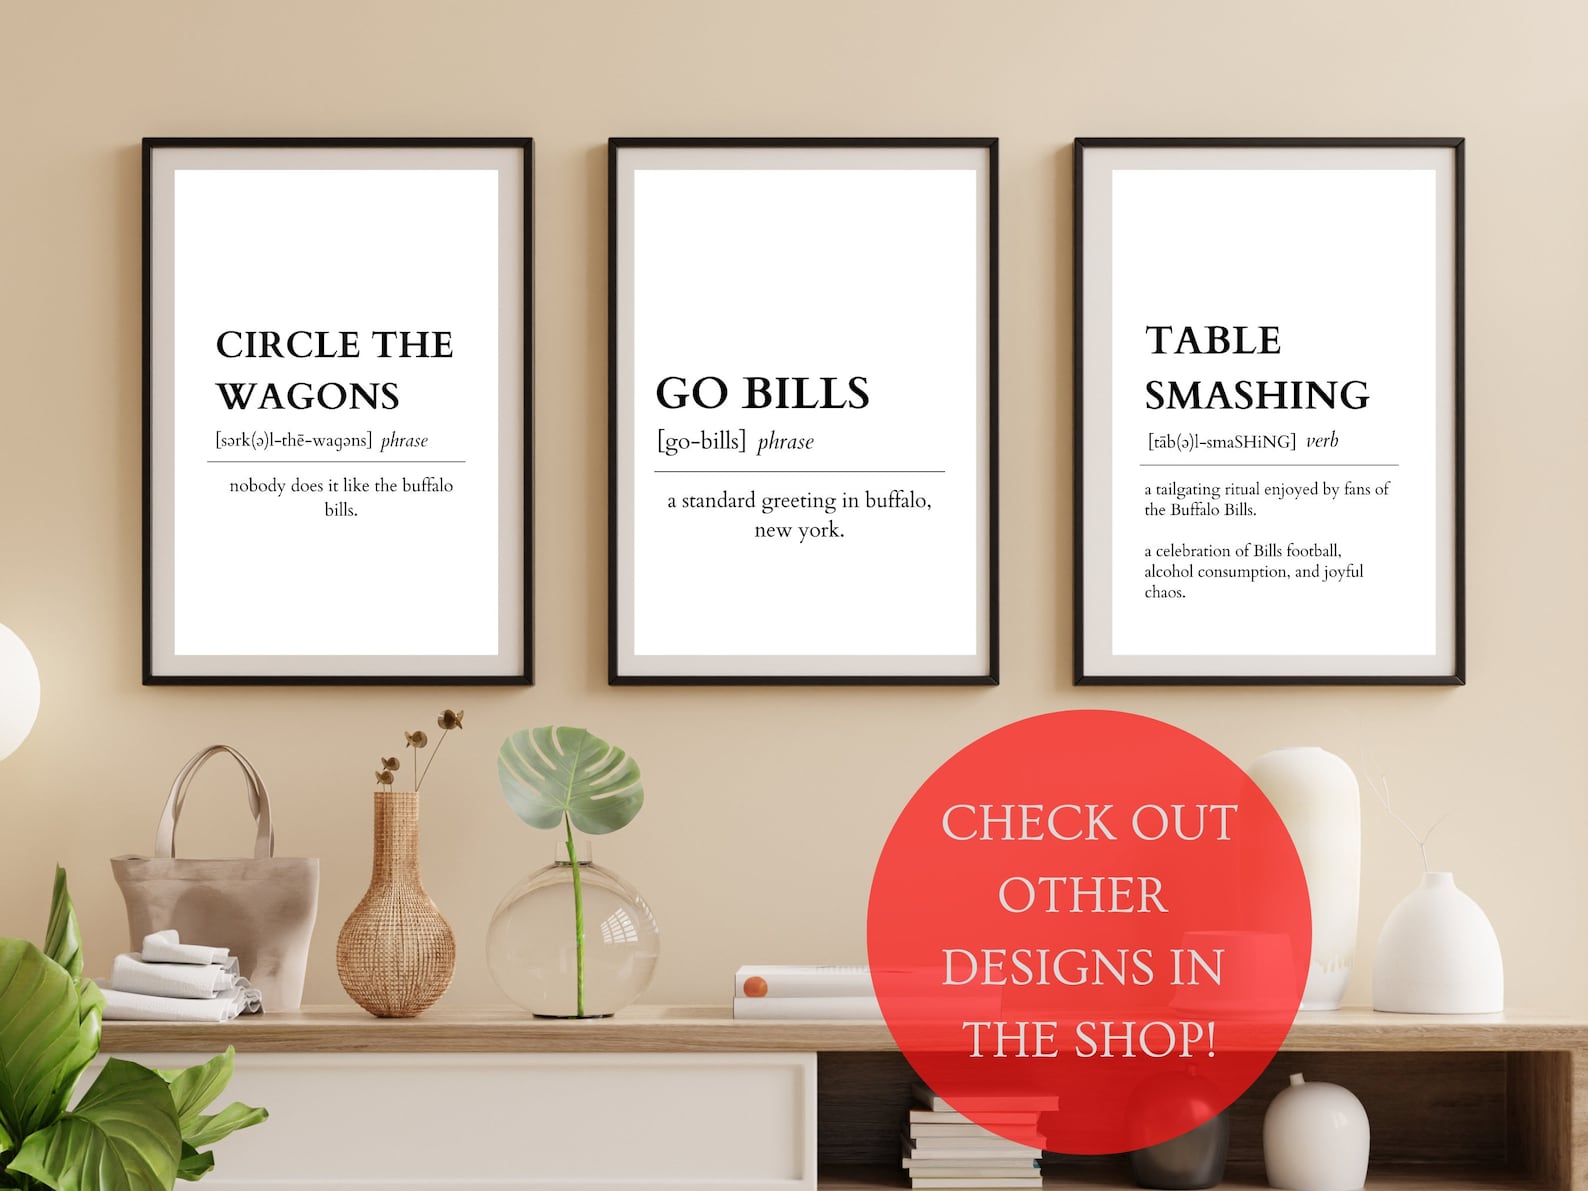 CIRCLE THE
WAGONS
[sərk(ə)l-thē-wagəns] phrase
nobody does it like the buffalo
bills.
GO BILLS
[go-bills] phrase
a standard greeting in buffalo,
new york.
TABLE
SMASHING
[tāb(ə)l-smaSHiNG] verb
a tailgating ritual enjoyed by fans of
the Buffalo Bills.
a celebration of Bills football,
alcohol consumption, and joyful
chaos.
CHECK OUT
OTHER
DESIGNS IN
THE SHOP!